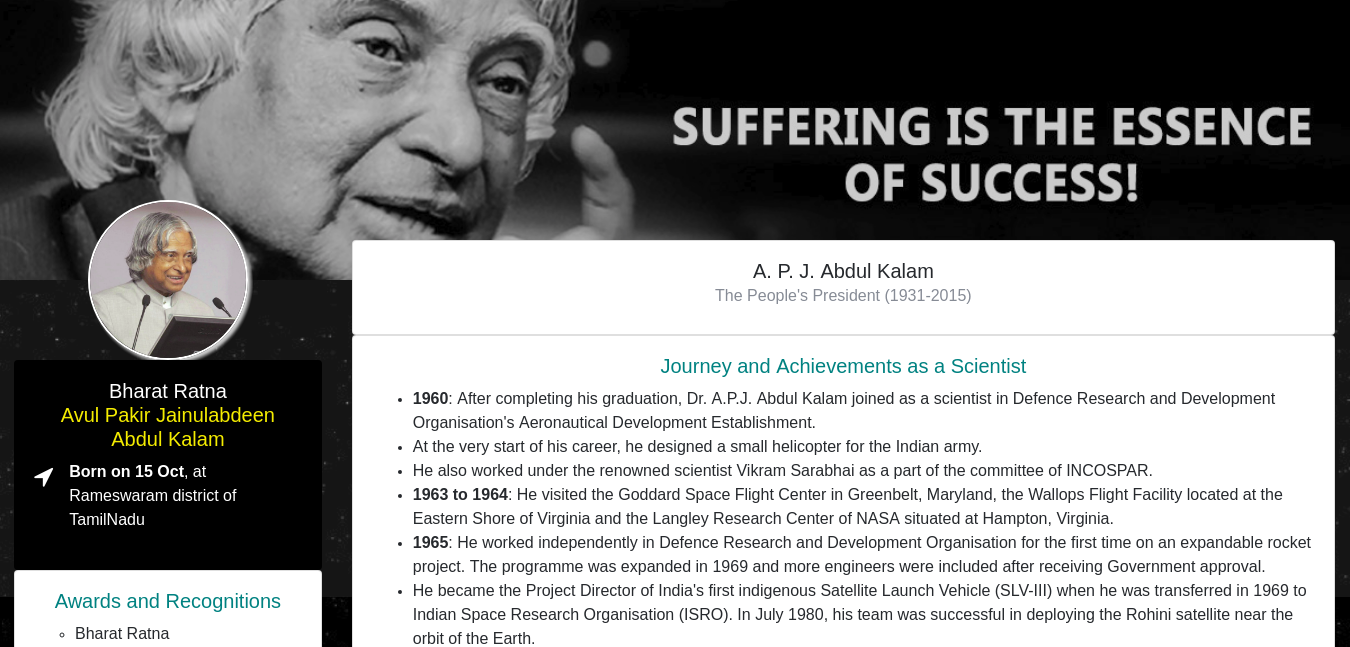 SUFFERING IS THE ESSENCE
OF SUCCESS!
A. P. J. Abdul Kalam
The People's President (1931-2015)
Bharat Ratna
Avul Pakir Jainulabdeen
Abdul Kalam
Born on 15 Oct, at
Rameswaram district of
TamilNadu
Awards and Recognitions
Bharat Ratna
Journey and Achievements as a Scientist
1960: After completing his graduation, Dr. A.P.J. Abdul Kalam joined as a scientist in Defence Research and Development
Organisation's Aeronautical Development Establishment.
At the very start of his career, he designed a small helicopter for the Indian army.
He also worked under the renowned scientist Vikram Sarabhai as a part of the committee of INCOSPAR.
1963 to 1964: He visited the Goddard Space Flight Center in Greenbelt, Maryland, the Wallops Flight Facility located at the
Eastern Shore of Virginia and the Langley Research Center of NASA situated at Hampton, Virginia.
1965: He worked independently in Defence Research and Development Organisation for the first time on an expandable rocket
project. The programme was expanded in 1969 and more engineers were included after receiving Government approval.
He became the Project Director of India's first indigenous Satellite Launch Vehicle (SLV-III) when he was transferred in 1969 to
Indian Space Research Organisation (ISRO). In July 1980, his team was successful in deploying the Rohini satellite near the
orbit of the Earth.